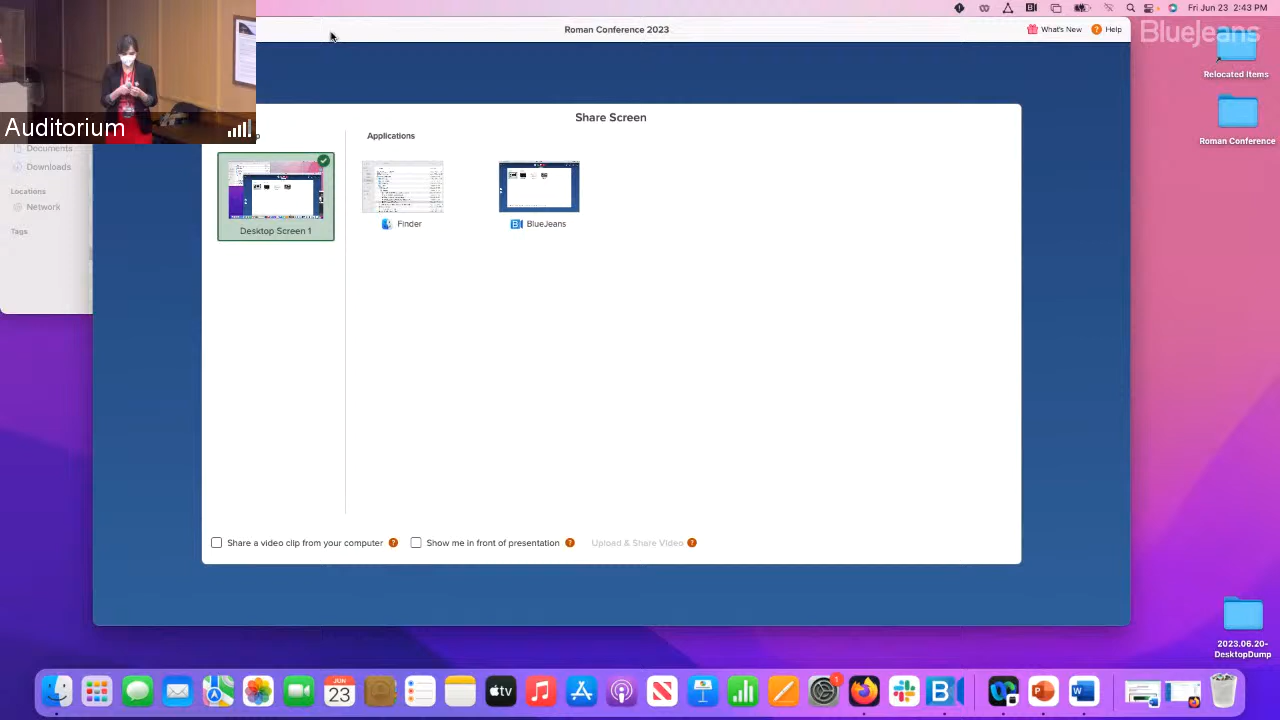 Fri Jun 23 2:43 PM
Roman Conference 2023
What's New
Help
BlueJeans
Relocated Items
Share Screen
Auditorium
Applications
Roman Conference
Documents
Downloads
Locations
Network
Tags
Finder
BlueJeans
Desktop Screen 1
Share a video clip from your computer
Show me in front of presentation
Upload & Share Video
2023.06.20-
DesktopDump
JUN
23
tv
1